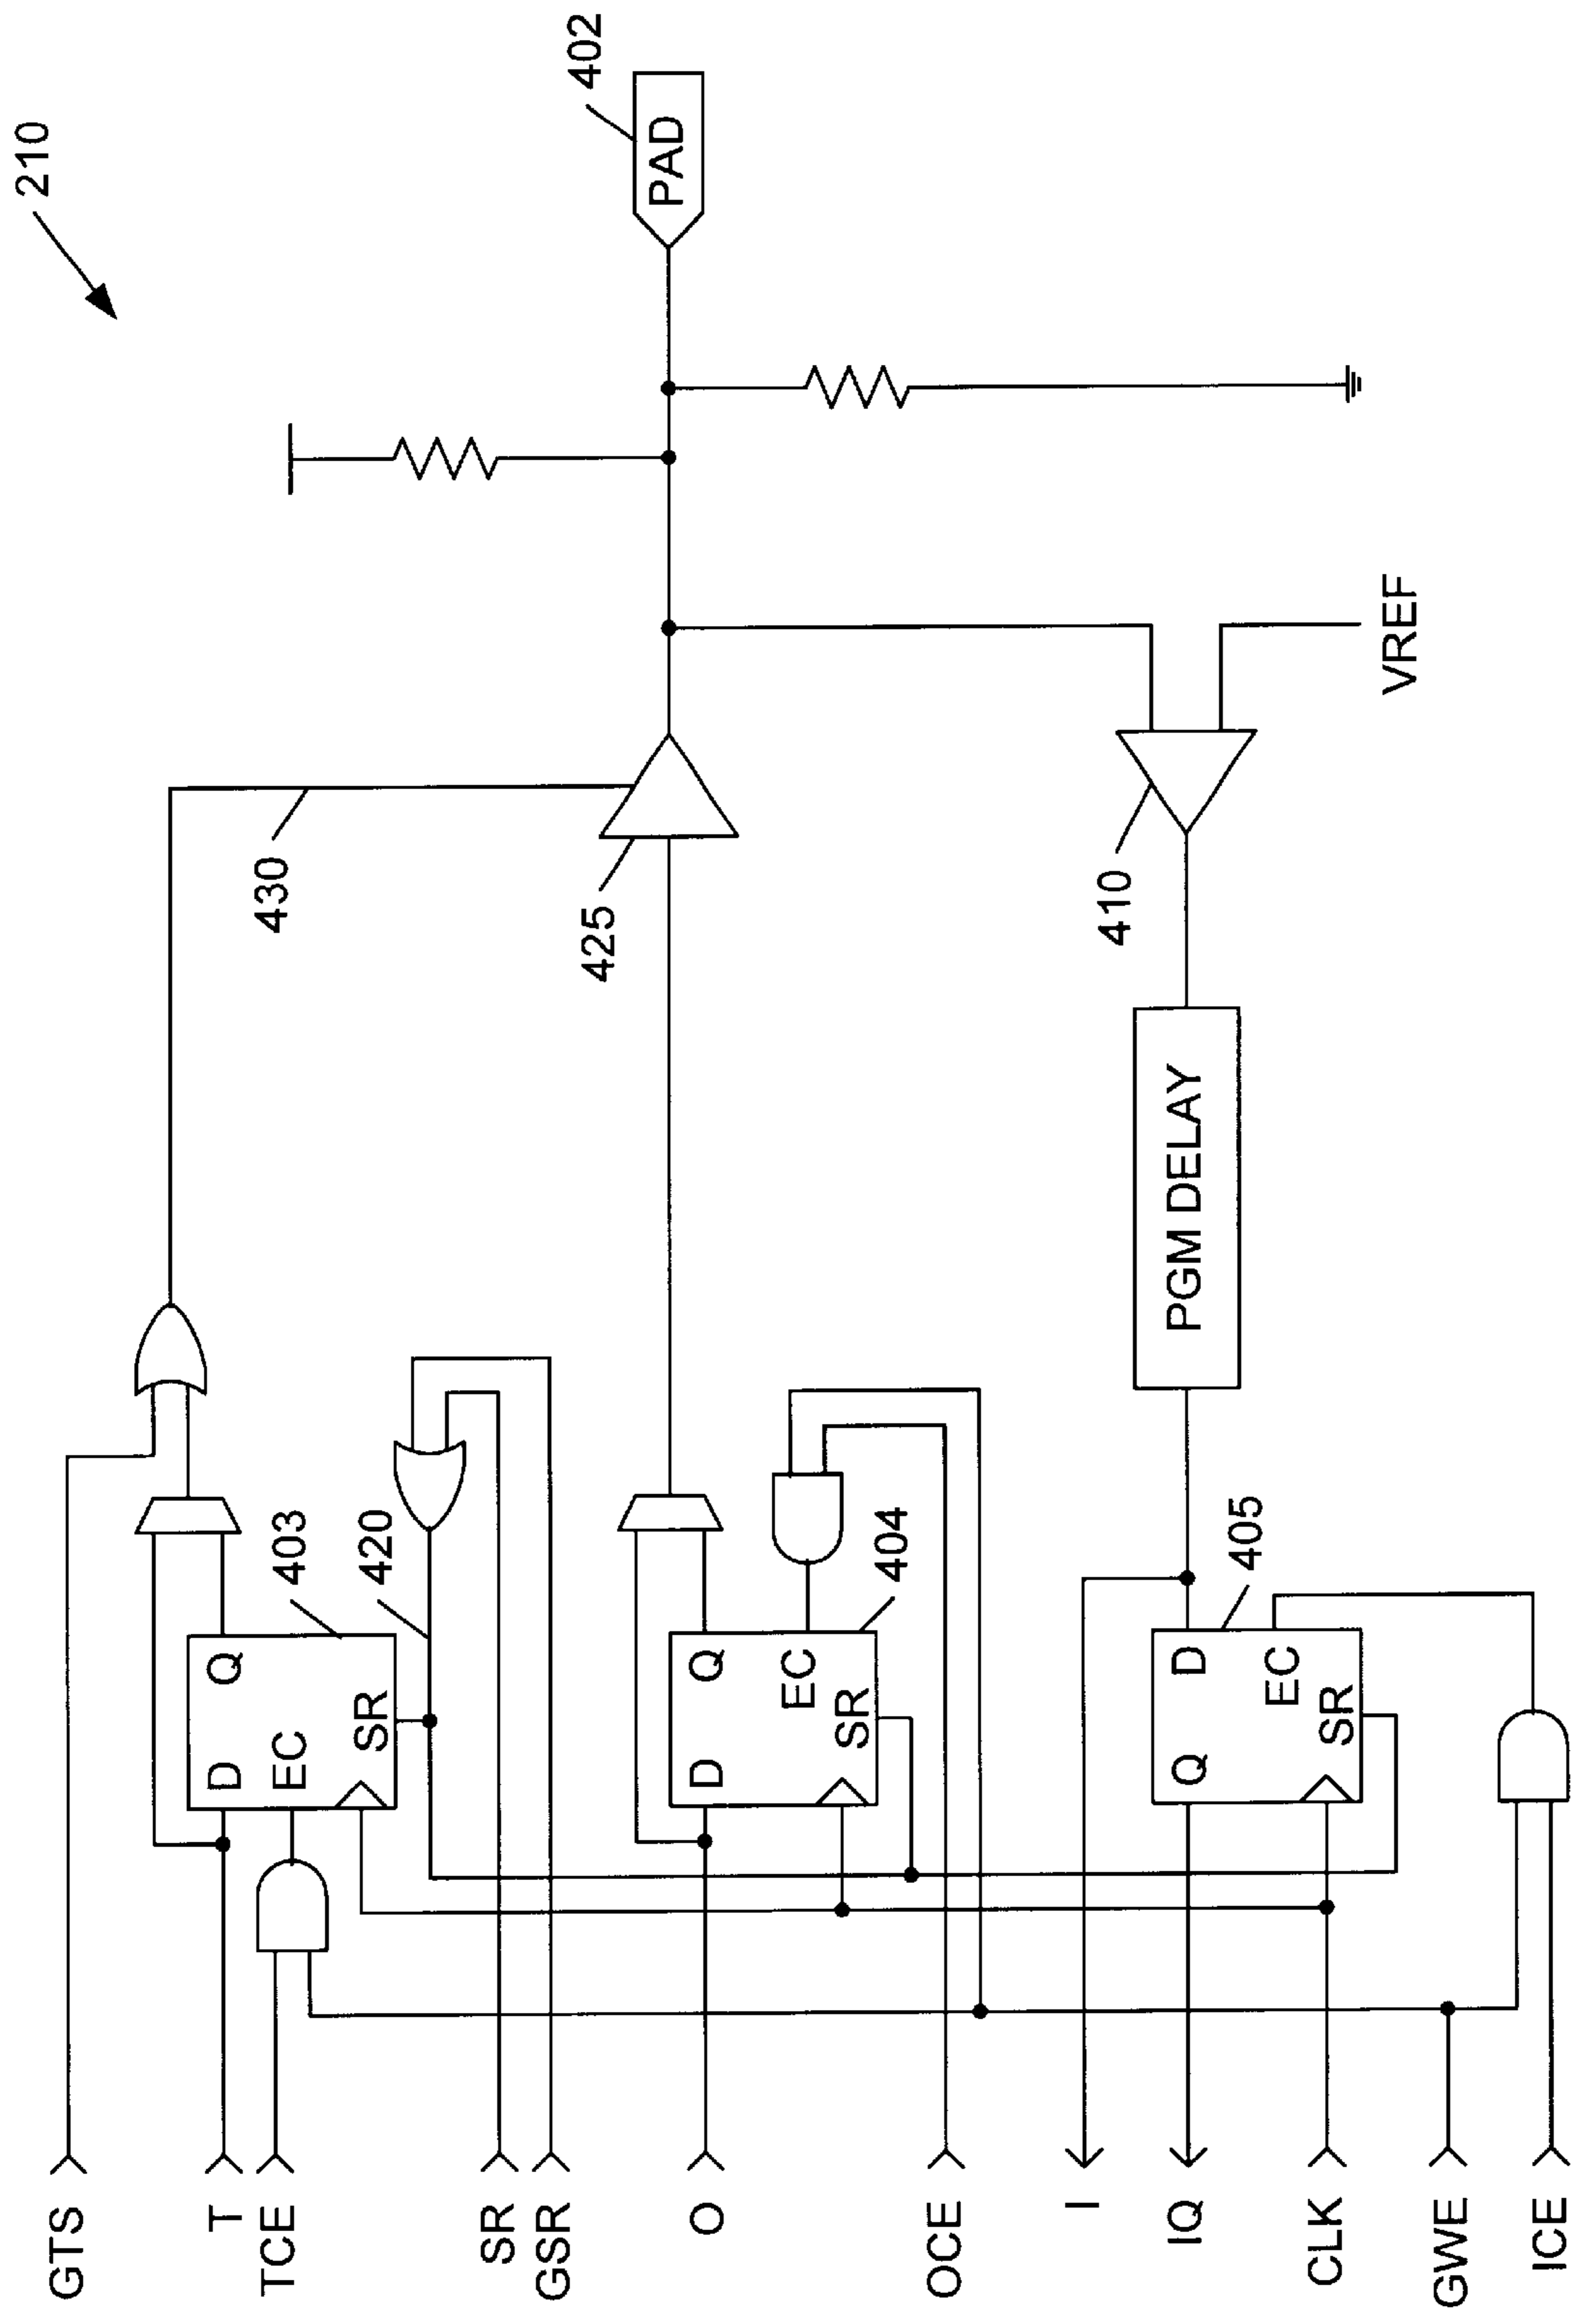 210
402
PAD
430
425
410
VREF
PGM DELAY
403
420
404
405
D
Q
EC
SR
D
Q
EC
SR
Q
D
EC
SR
GTS
T
TCE
SR
GSR
O
OCE
I
IQ
CLK
GWE
ICE